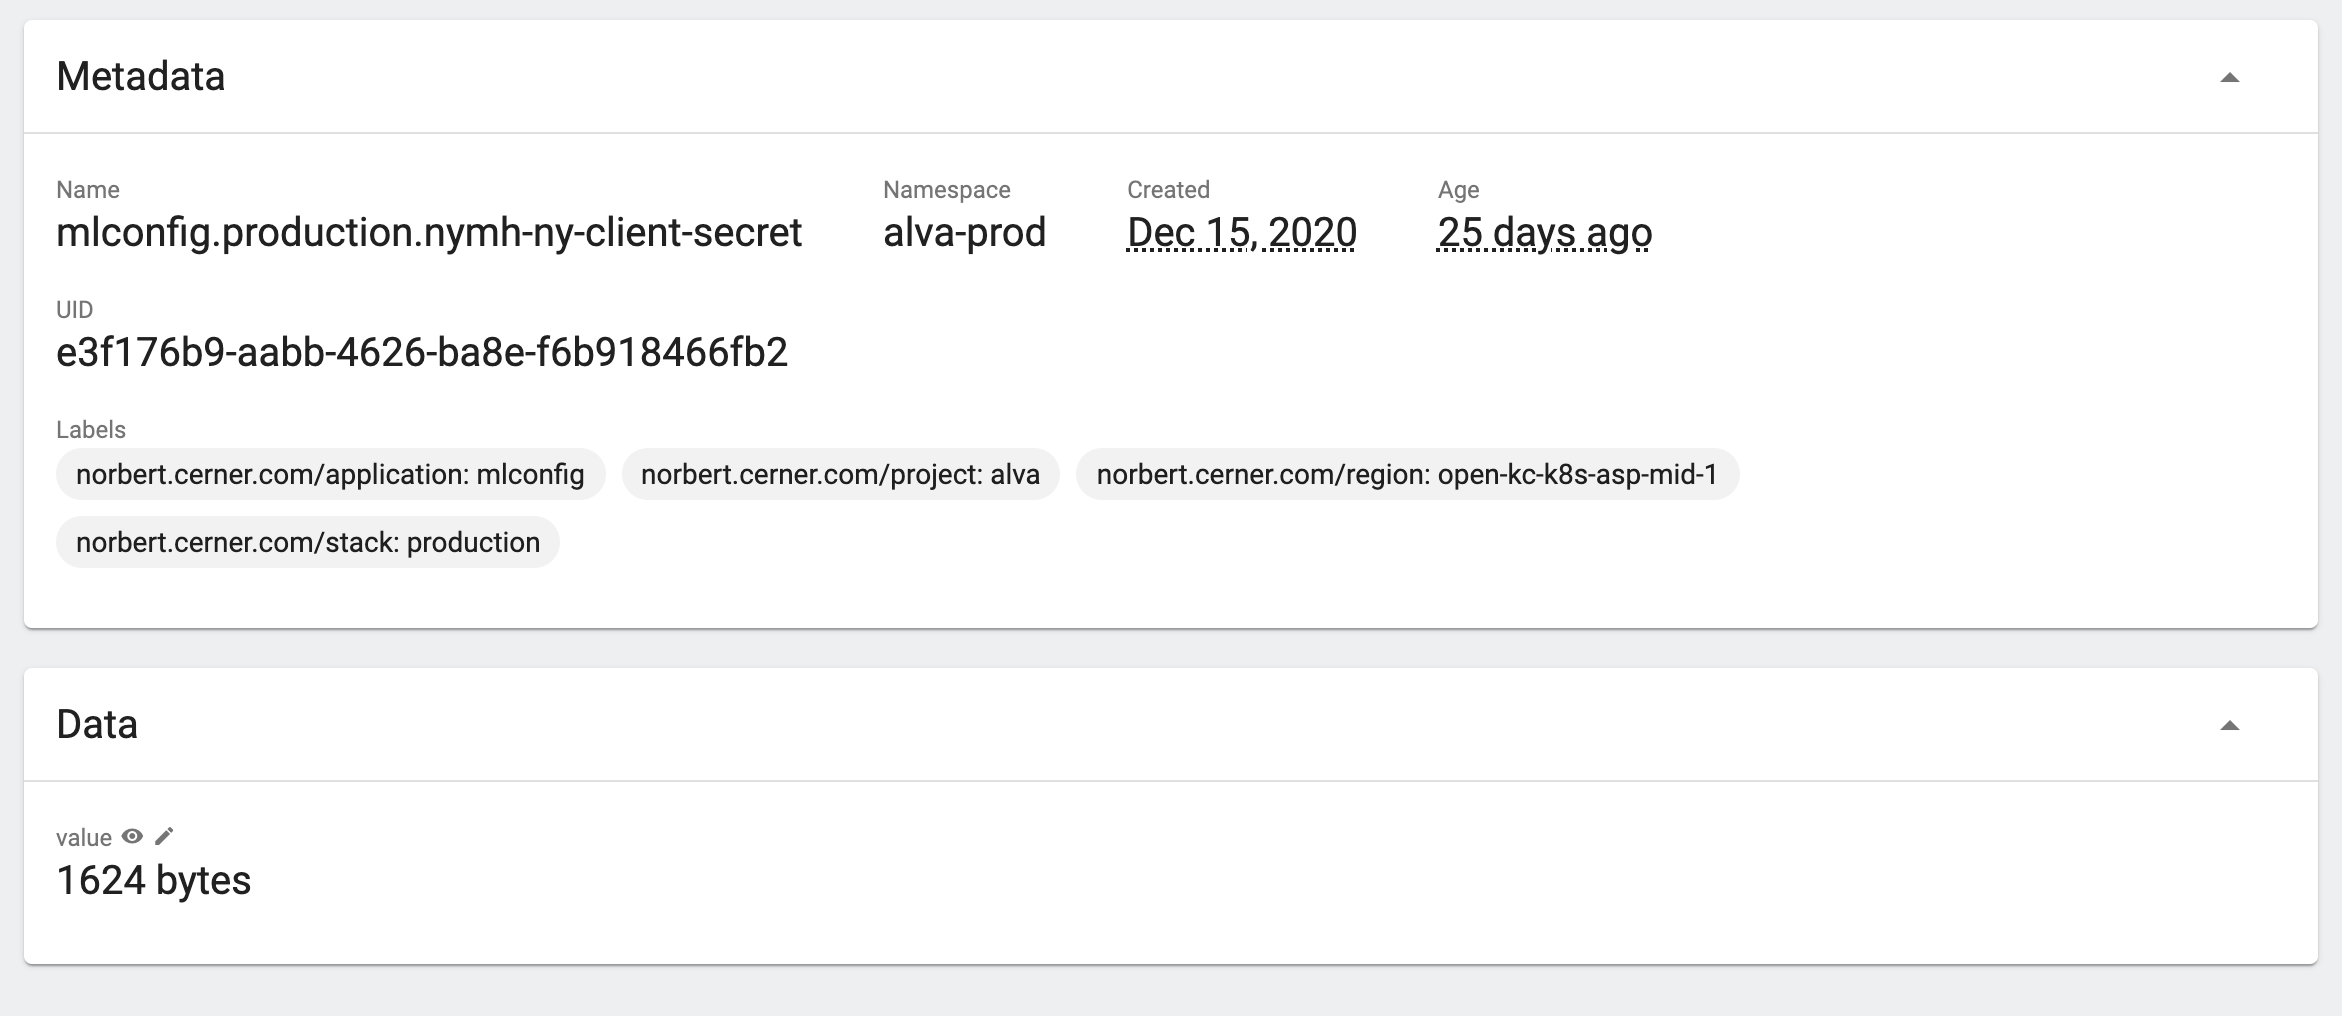 Metadata
Name
mlconfig.production.nymh-ny-client-secret
Namespace
alva-prod
Created
Dec 15, 2020
Age
25 days ago
UID
e3f176b9-aabb-4626-ba8e-f6b918466fb2
Labels
norbert.cerner.com/application: mlconfig
norbert.cerner.com/project: alva
norbert.cerner.com/region: open-kc-k8s-asp-mid-1
norbert.cerner.com/stack: production
Data
value
1624 bytes